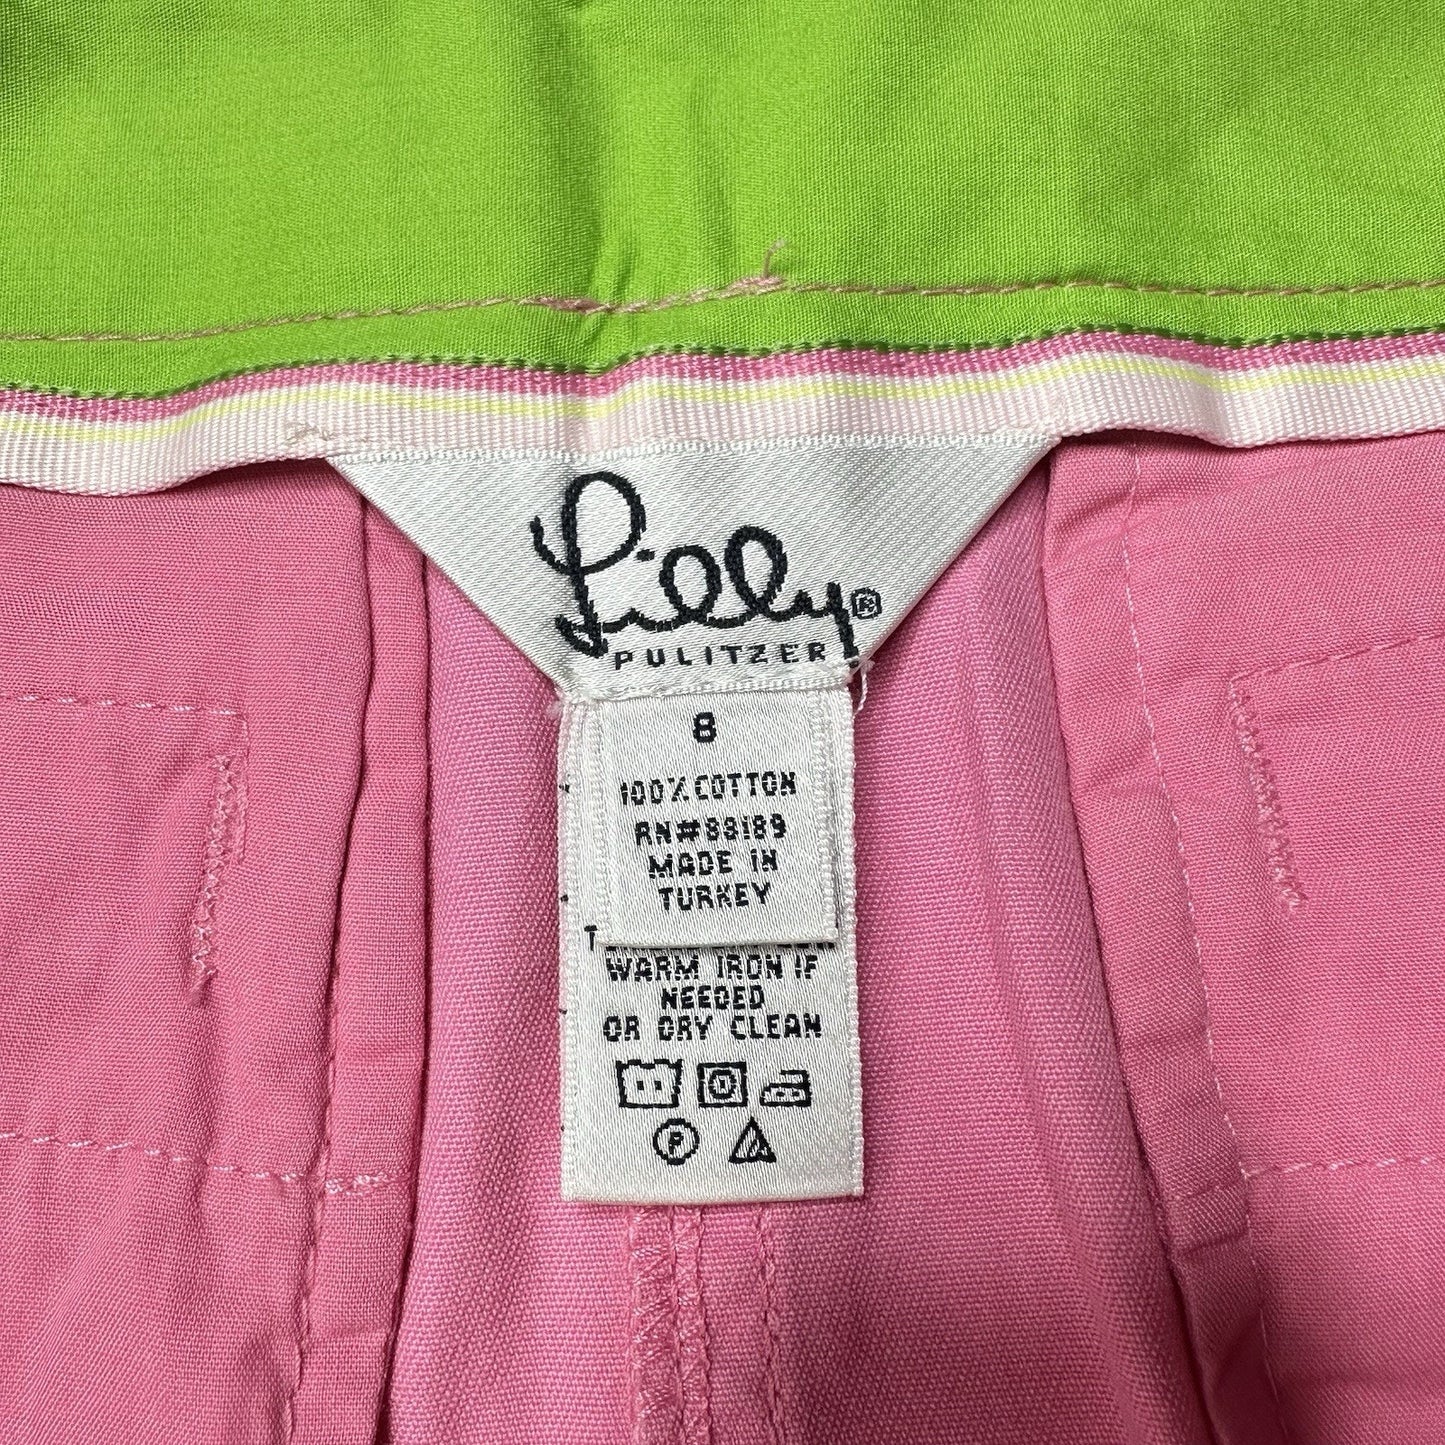 Lilly®
PULITZER
8
100% COTTON
RN#88189
MADE IN
TURKEY
WARM IRON IF
NEEDED
OR DRY CLEAN
P